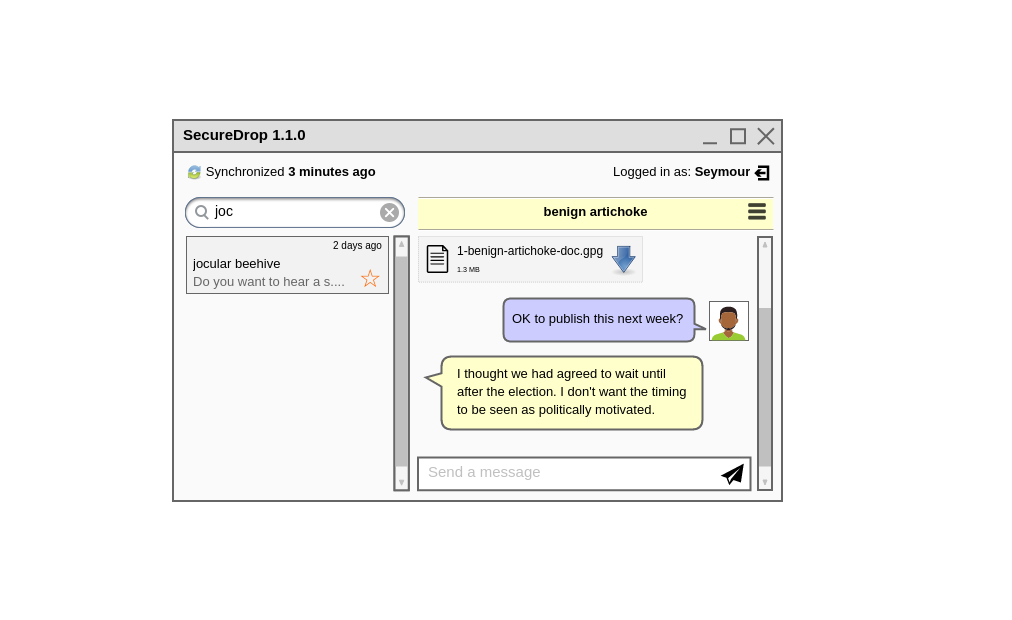 SecureDrop 1.1.0
Synchronized 3 minutes ago
Logged in as: Seymour
joc
benign artichoke
2 days ago
jocular beehive
Do you want to hear a s....
1-benign-artichoke-doc.gpg
1.3 MB
OK to publish this next week?
I thought we had agreed to wait until
after the election. I don't want the timing
to be seen as politically motivated.
Send a message